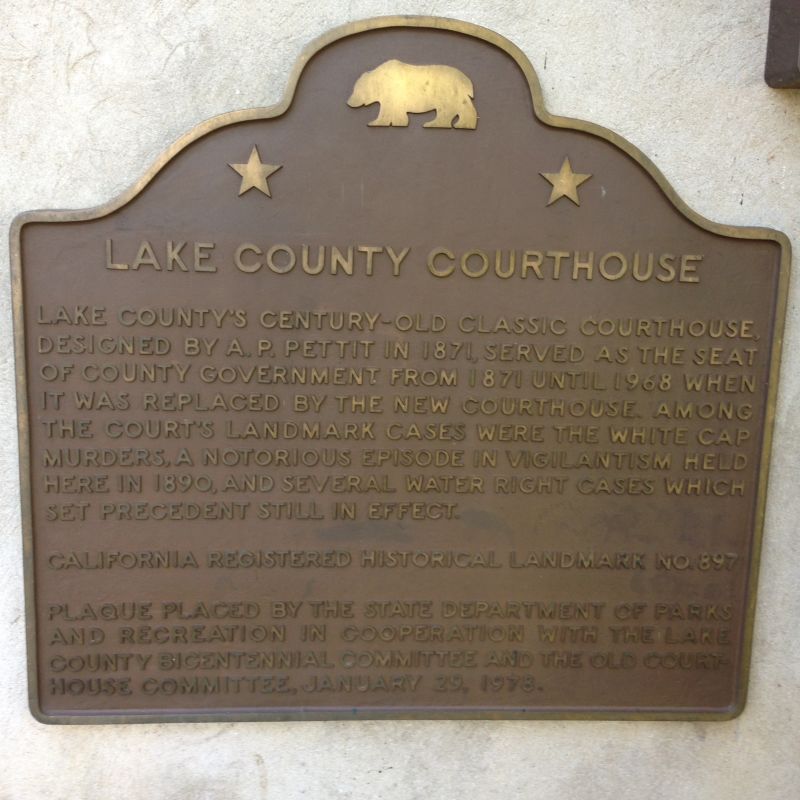 LAKE COUNTY COURTHOUSE
LAKE COUNTY'S CENTURY-OLD CLASSIC COURTHOUSE,
DESIGNED BY A. P. PETTIT IN 1871, SERVED AS THE SEAT
OF COUNTY GOVERNMENT FROM 1871 UNTIL 1968 WHEN
IT WAS REPLACED BY THE NEW COURTHOUSE. AMONG
THE COURT'S LANDMARK CASES WERE THE WHITE CAP
MURDERS, A NOTORIOUS EPISODE IN VIGILANTISM HELD
HERE IN 1890, AND SEVERAL WATER RIGHT CASES WHICH
SET PRECEDENT STILL IN EFFECT.
CALIFORNIA REGISTERED HISTORICAL LANDMARK NO. 897
PLAQUE PLACED BY THE STATE DEPARTMENT OF PARKS
AND RECREATION IN COOPERATION WITH THE LAKE
COUNTY BICENTENNIAL COMMITTEE AND THE OLD COURT-
HOUSE COMMITTEE, JANUARY 29, 1978.